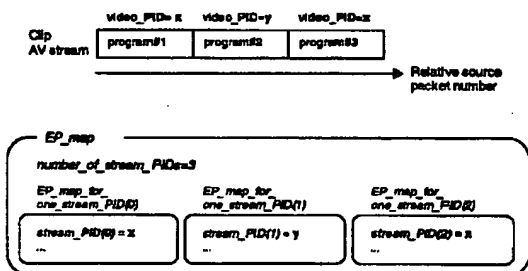 video_PID= x video_PID=y video_PID=x
Clip
AV stream
program#1 program#2 program#3
Relative source
packet number
EP_map
number_of_stream_PIDs=3
EP_map_for_
one_stream_PID(0)
EP_map_for_
one_stream_PID(1)
EP_map_for_
one_stream_PID(2)
stream_PID(0) = x
...
stream_PID(1) = y
...
stream_PID(2) = x
...